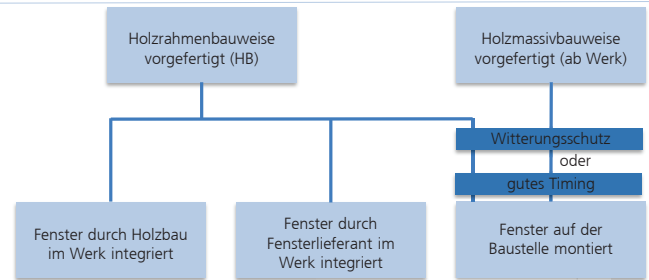 Holzrahmenbauweise
vorgefertigt (HB)
Holzmassivbauweise
vorgefertigt (ab Werk)
Witterungsschutz
oder
gutes Timing
Fenster durch Holzbau
im Werk integriert
Fenster durch
Fensterlieferant im
Werk integriert
Fenster auf der
Baustelle montiert